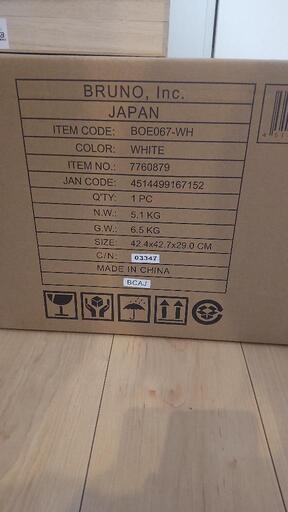 BRUNO, Inc.
JAPAN
ITEM CODE: BOE067-WH
COLOR: WHITE
ITEM NO.: 7760879
JAN CODE: 4514499167152
Q'TY: 1 PC
N.W.: 5.1 KG
G.W.: 6.5 KG
SIZE: 42.4x42.7x29.0 CM
C/N: 03347
MADE IN CHINA
BCAJ